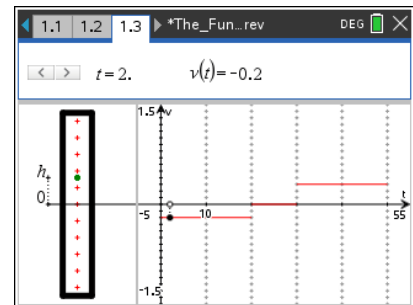 1.1 1.2 1.3 *The_Fun...rev DEG
t=2. v(t)=-0.2
1.5 v
h
0
t
-5 10 55
-1.5